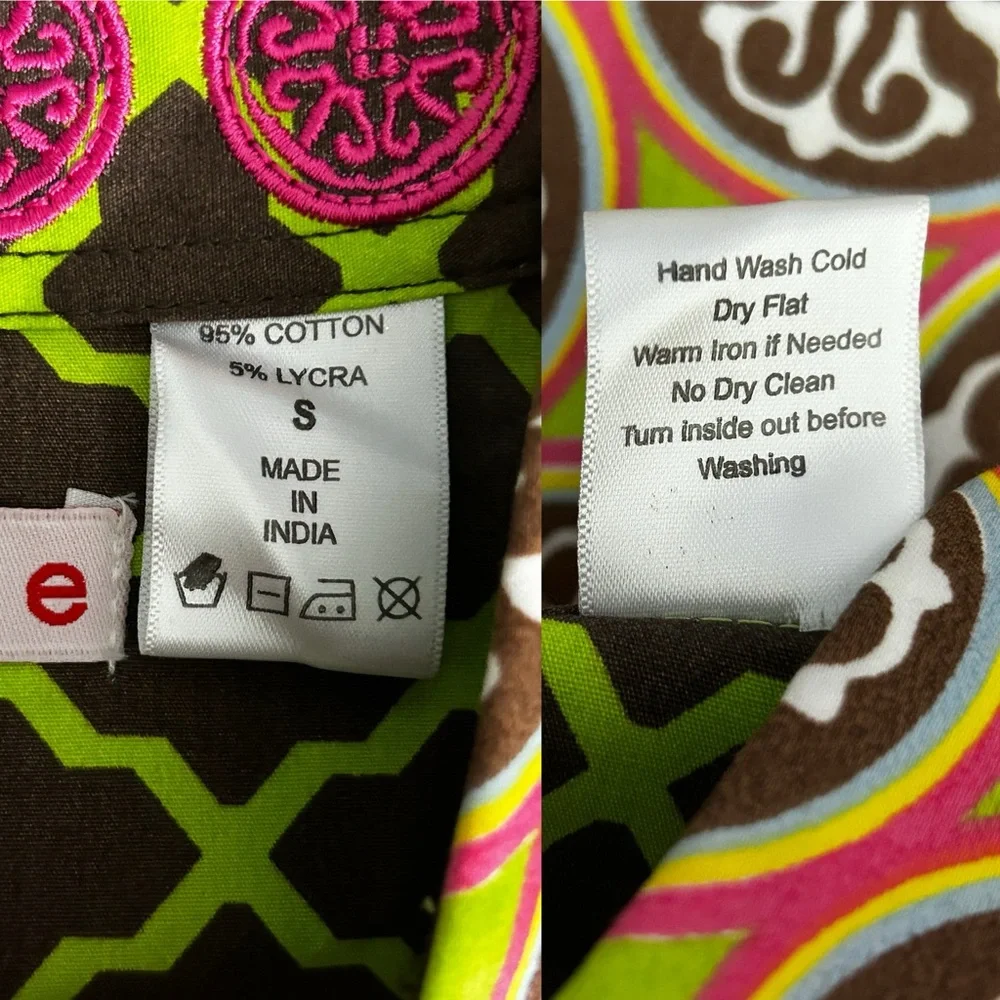 95% COTTON
5% LYCRA
S
MADE
IN
INDIA
e
Hand Wash Cold
Dry Flat
Warm Iron if Needed
No Dry Clean
Turn inside out before
Washing